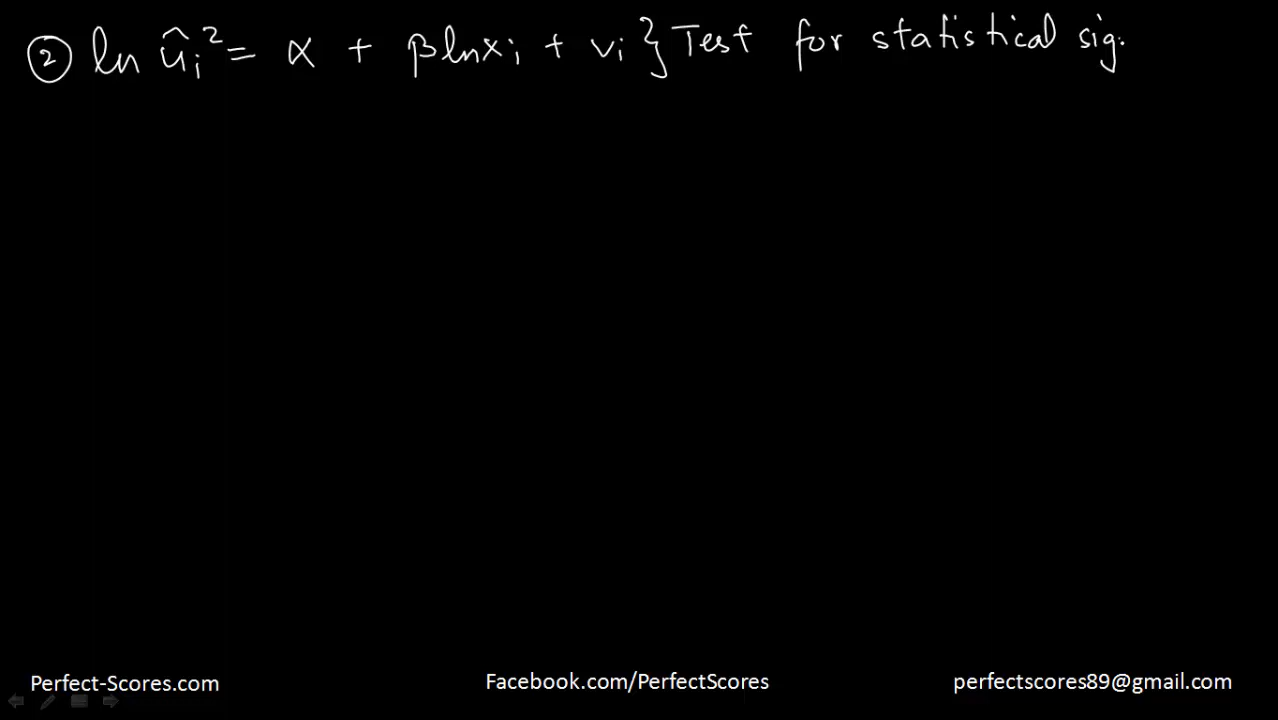 ② ln û_i² = α + β ln x_i + v_i } Test for statistical sig.
Perfect-Scores.com
Facebook.com/PerfectScores
perfectscores89@gmail.com